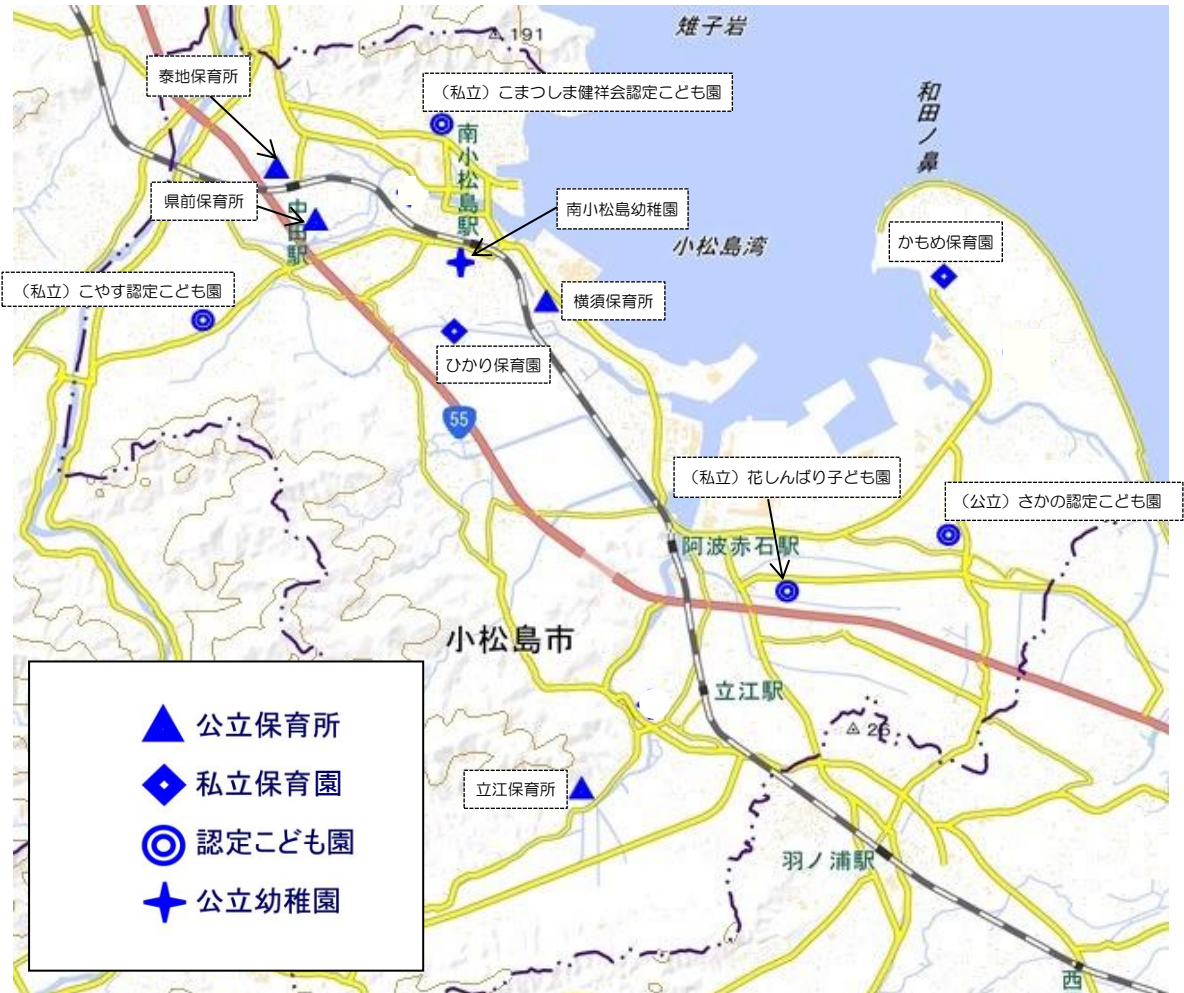 雉子岩
191
泰地保育所
（私立）こまつしま健祥会認定こども園
和田ノ鼻
南小松島駅
県前保育所
南小松島幼稚園
中田駅
小松島湾
かもめ保育園
（私立）こやす認定こども園
横須保育所
ひかり保育園
55
（私立）花しんばり子ども園
（公立）さかの認定こども園
阿波赤石駅
小松島市
立江駅
26
公立保育所
私立保育園
立江保育所
認定こども園
羽ノ浦駅
公立幼稚園
西